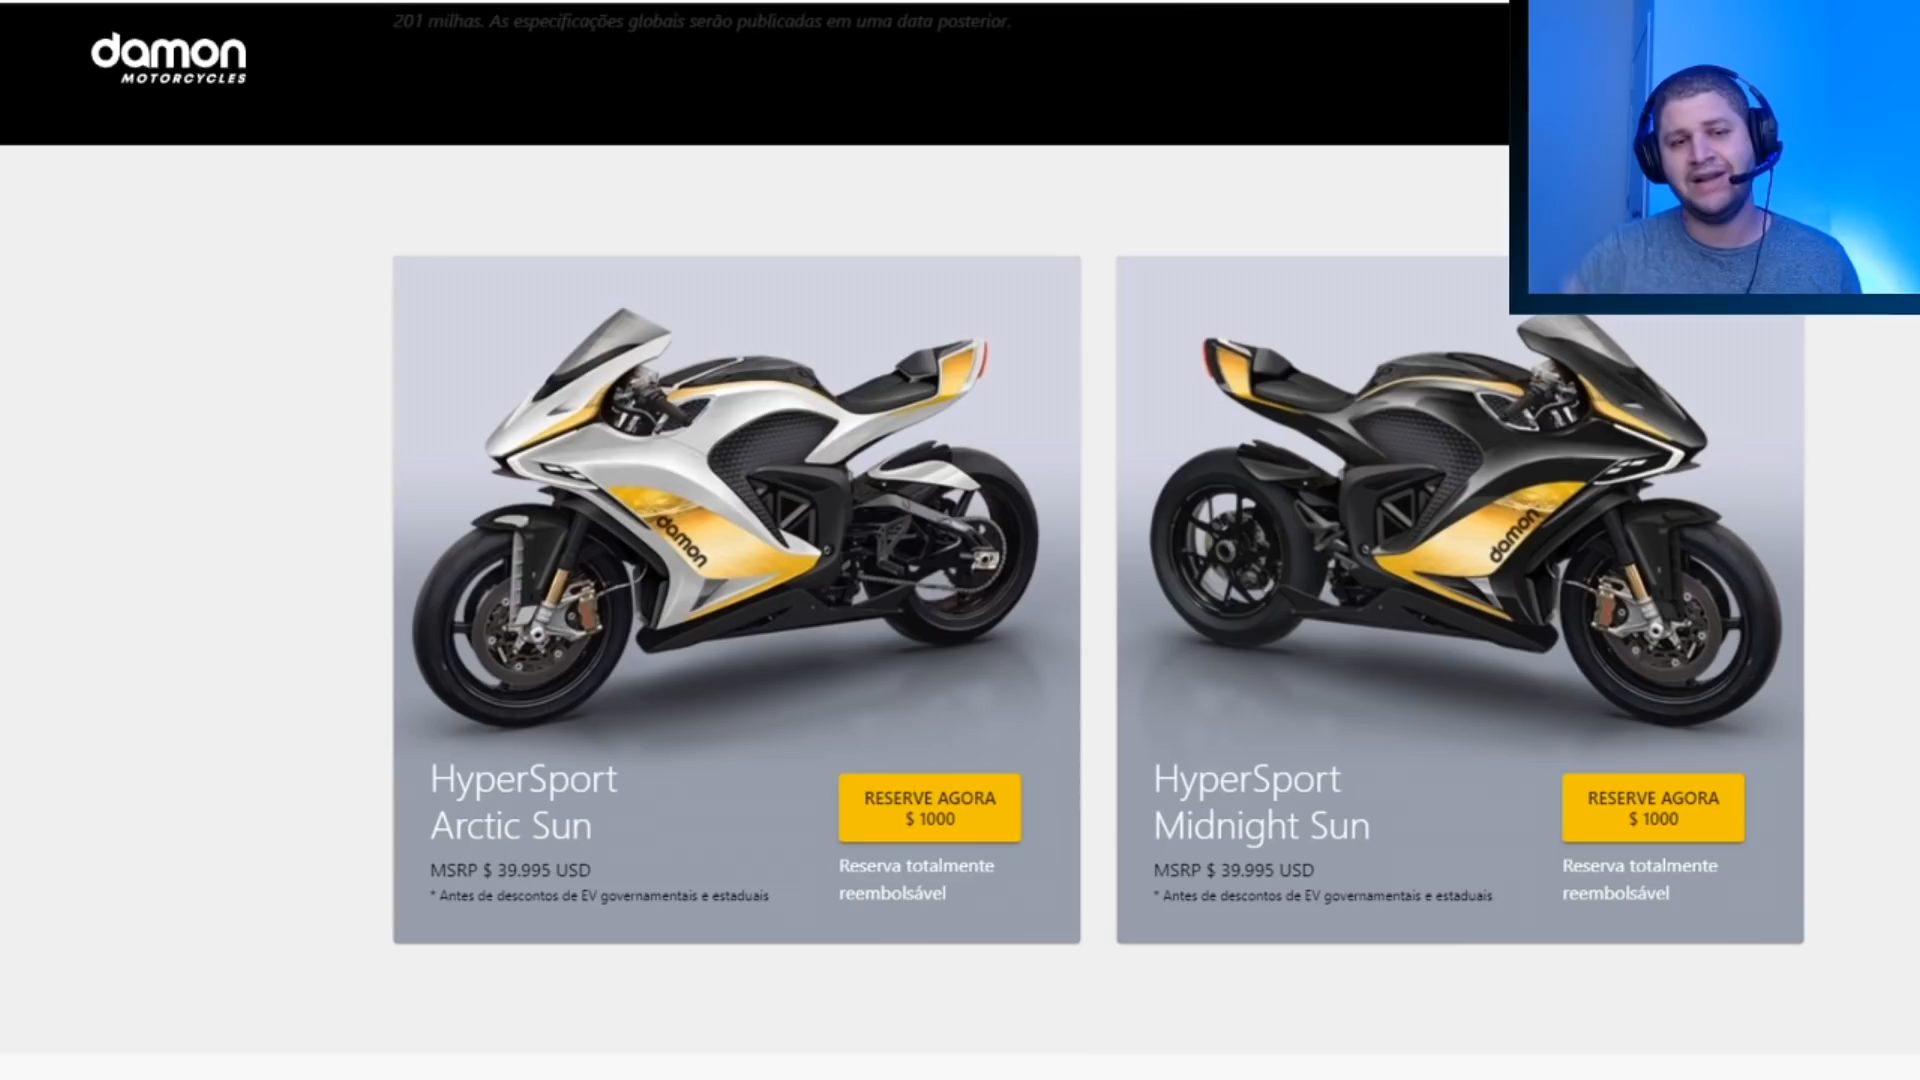 201 milhas. As especificações globais serão publicadas em uma data posterior.
damon
MOTORCYCLES
damon
damon
HyperSport
Arctic Sun
MSRP $ 39.995 USD
* Antes de descontos de EV governamentais e estaduais
RESERVE AGORA
$ 1000
Reserva totalmente
reembolsável
HyperSport
Midnight Sun
MSRP $ 39.995 USD
* Antes de descontos de EV governamentais e estaduais
RESERVE AGORA
$ 1000
Reserva totalmente
reembolsável